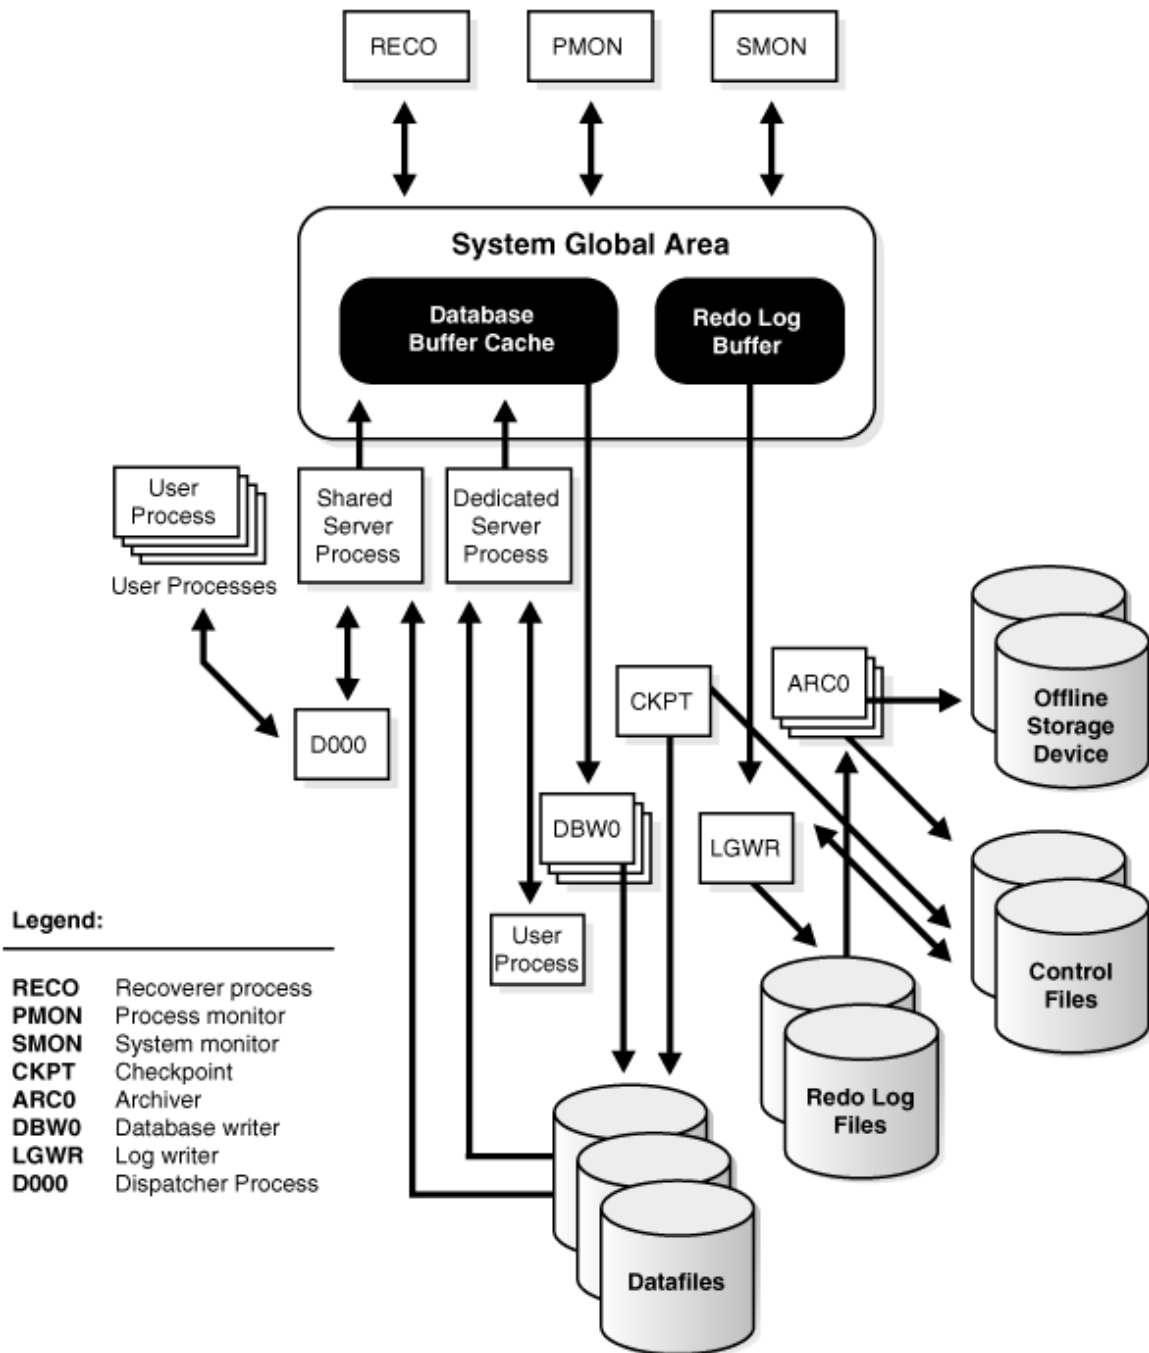 RECO
PMON
SMON
System Global Area
Database
Buffer Cache
Redo Log
Buffer
User
Process
User Processes
Shared
Server
Process
Dedicated
Server
Process
D000
CKPT
ARC0
Offline
Storage
Device
DBW0
LGWR
User
Process
Control
Files
Redo Log
Files
Datafiles
Legend:
RECO Recoverer process
PMON Process monitor
SMON System monitor
CKPT Checkpoint
ARC0 Archiver
DBW0 Database writer
LGWR Log writer
D000 Dispatcher Process